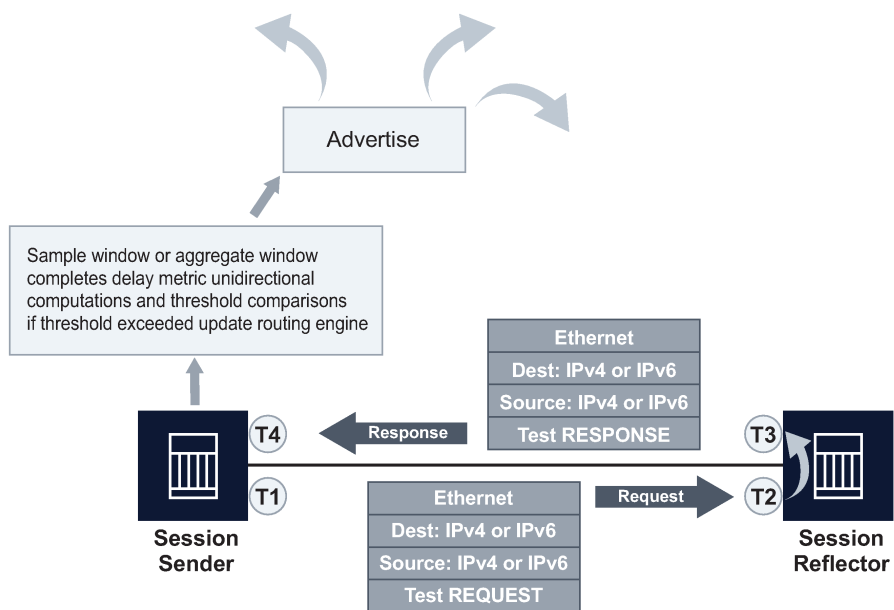 Advertise
Sample window or aggregate window
completes delay metric unidirectional
computations and threshold comparisons
if threshold exceeded update routing engine
Ethernet
Dest: IPv4 or IPv6
Source: IPv4 or IPv6
Test RESPONSE
T4
Response
T3
T1
Request
T2
Ethernet
Dest: IPv4 or IPv6
Source: IPv4 or IPv6
Test REQUEST
Session
Sender
Session
Reflector